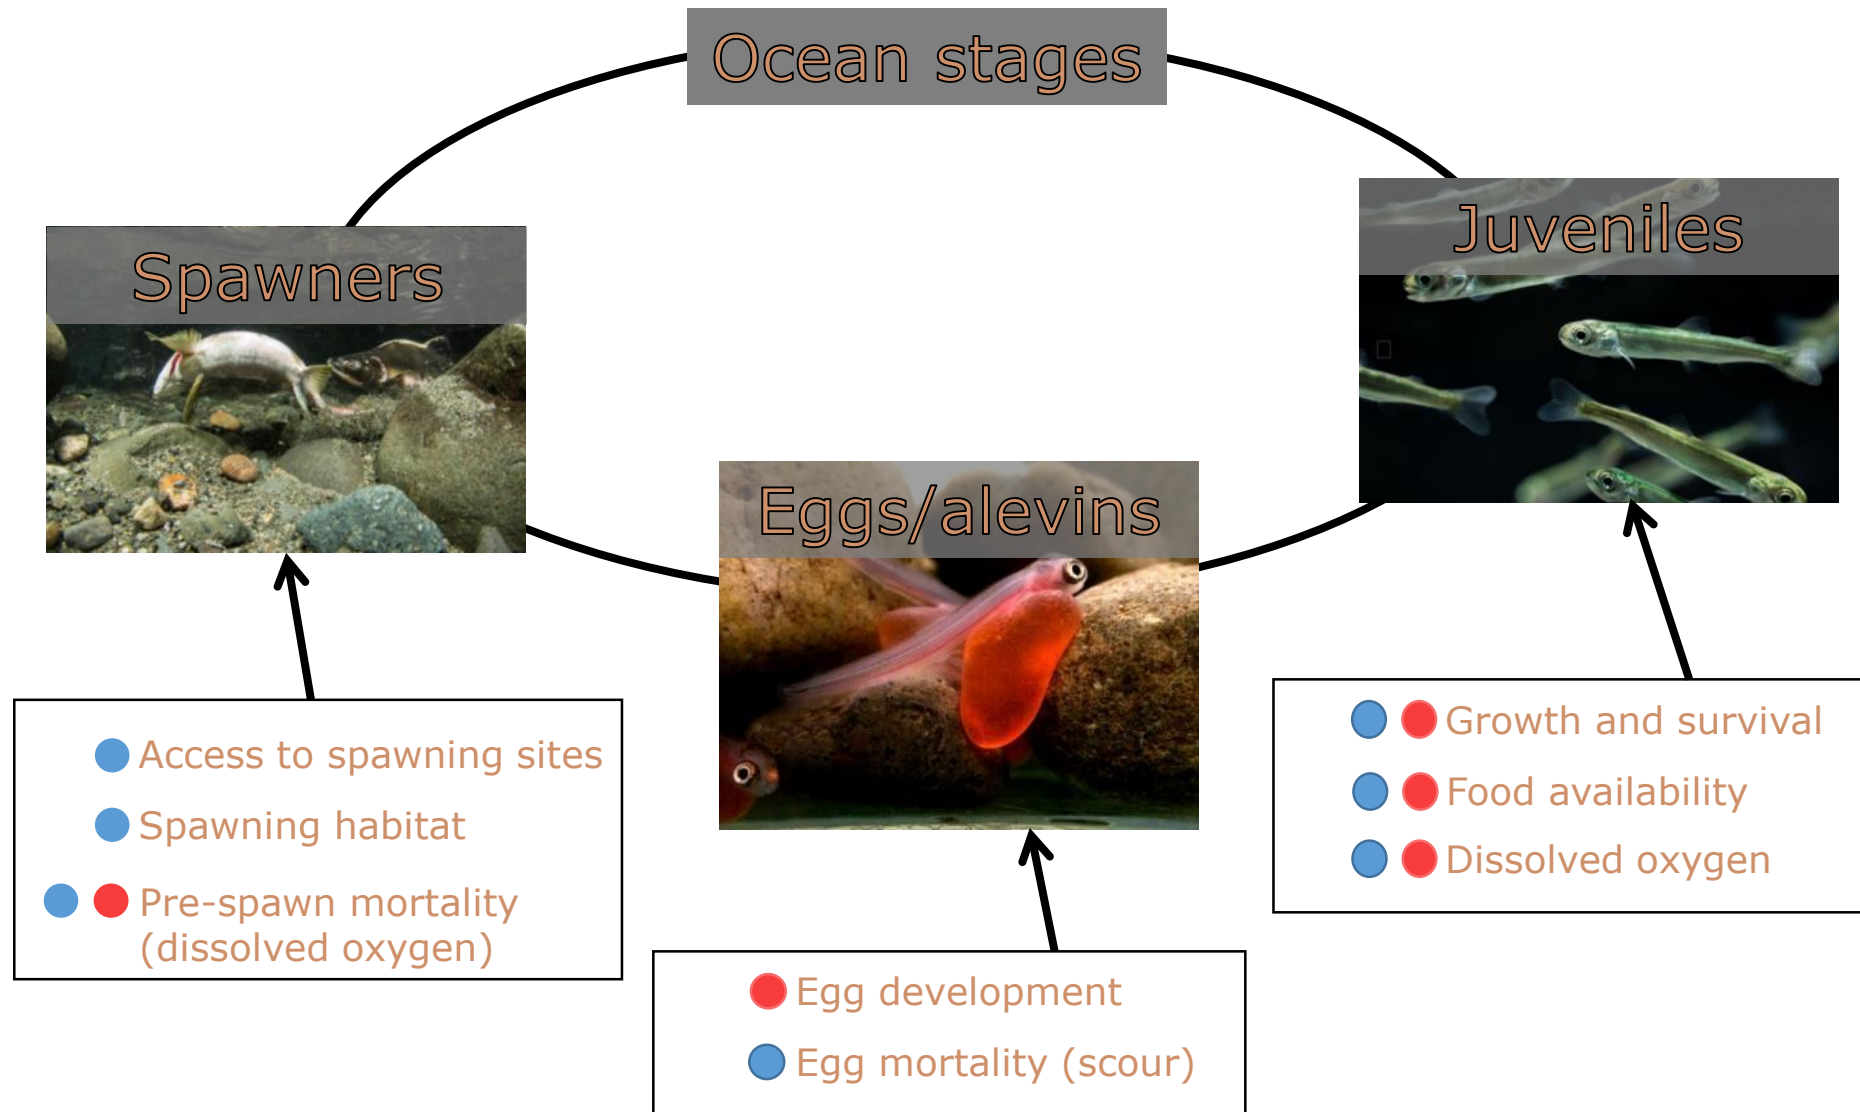 Ocean stages
Spawners
Juveniles
Eggs/alevins
Access to spawning sites
Spawning habitat
Pre-spawn mortality
(dissolved oxygen)
Egg development
Egg mortality (scour)
Growth and survival
Food availability
Dissolved oxygen